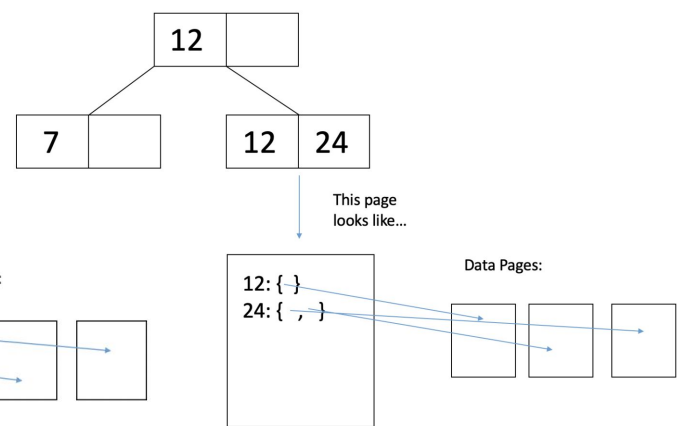 12
7
12 24
This page
looks like...
:
Data Pages:
12: { }
24: { , }